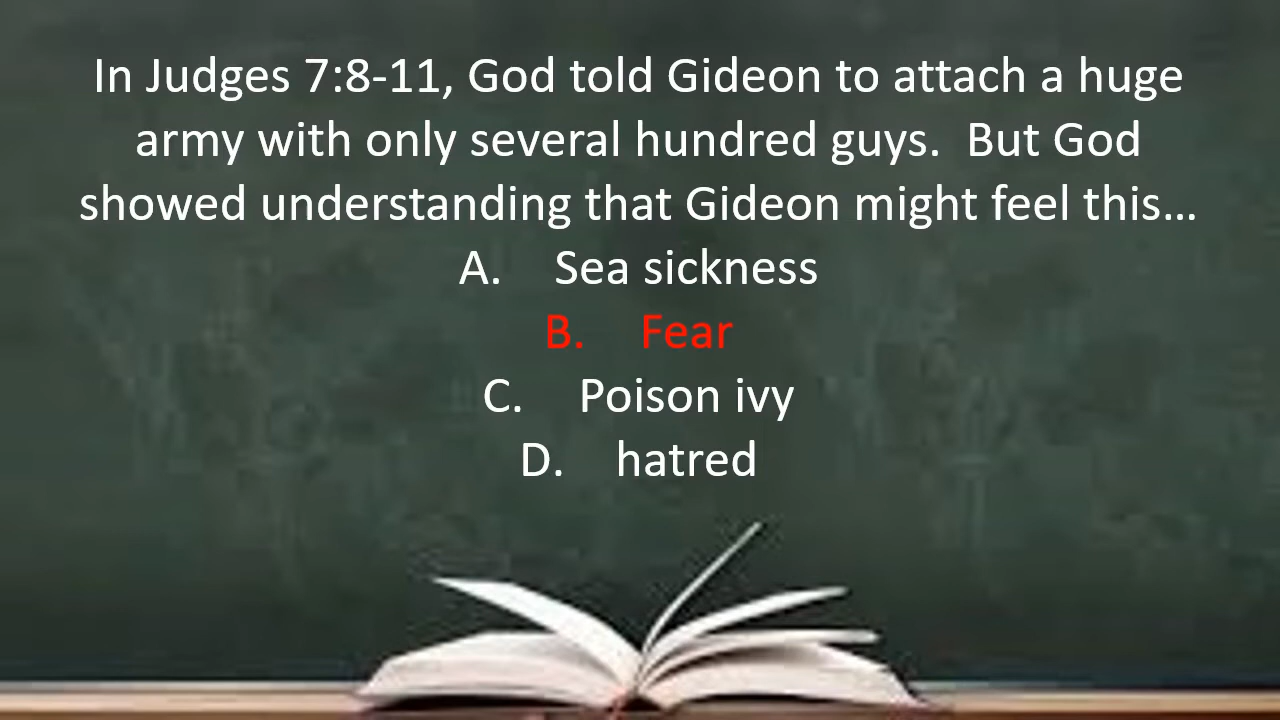 In Judges 7:8-11, God told Gideon to attach a huge
army with only several hundred guys.  But God
showed understanding that Gideon might feel this…
A. Sea sickness
B. Fear
C. Poison ivy
D. hatred